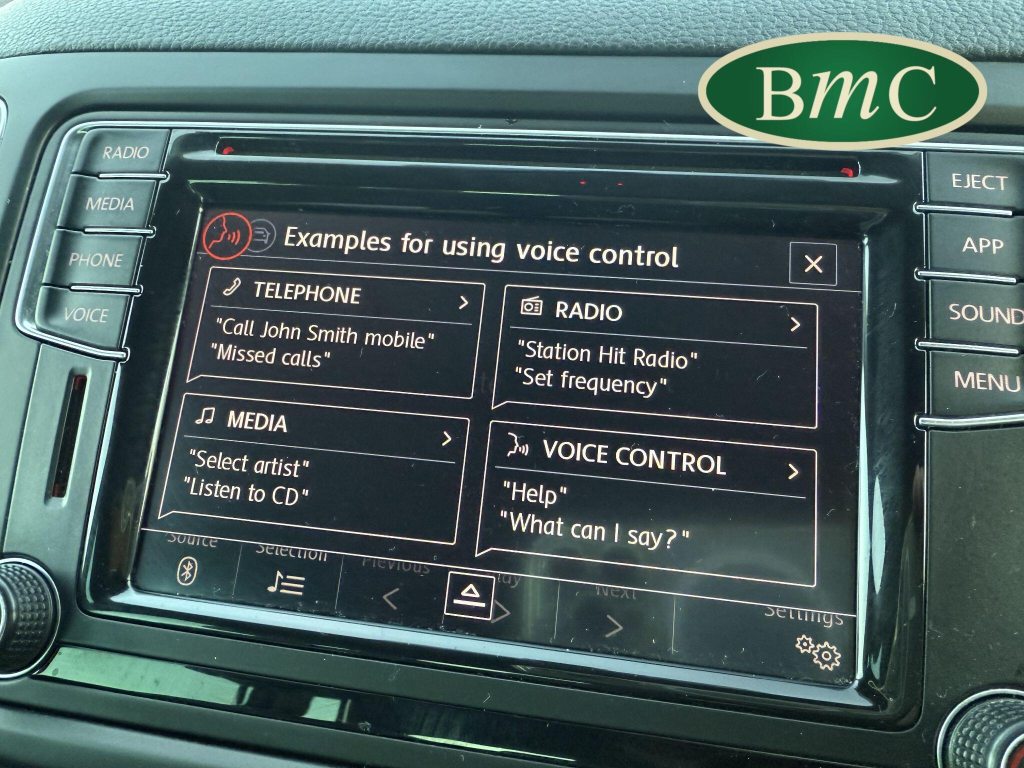 BmC
RADIO
MEDIA
PHONE
VOICE
EJECT
APP
SOUND
MENU
Examples for using voice control
TELEPHONE
"Call John Smith mobile"
"Missed calls"
RADIO
"Station Hit Radio"
"Set frequency"
MEDIA
"Select artist"
"Listen to CD"
VOICE CONTROL
"Help"
"What can I say?"
Source
Selection
Previous
Next
Settings